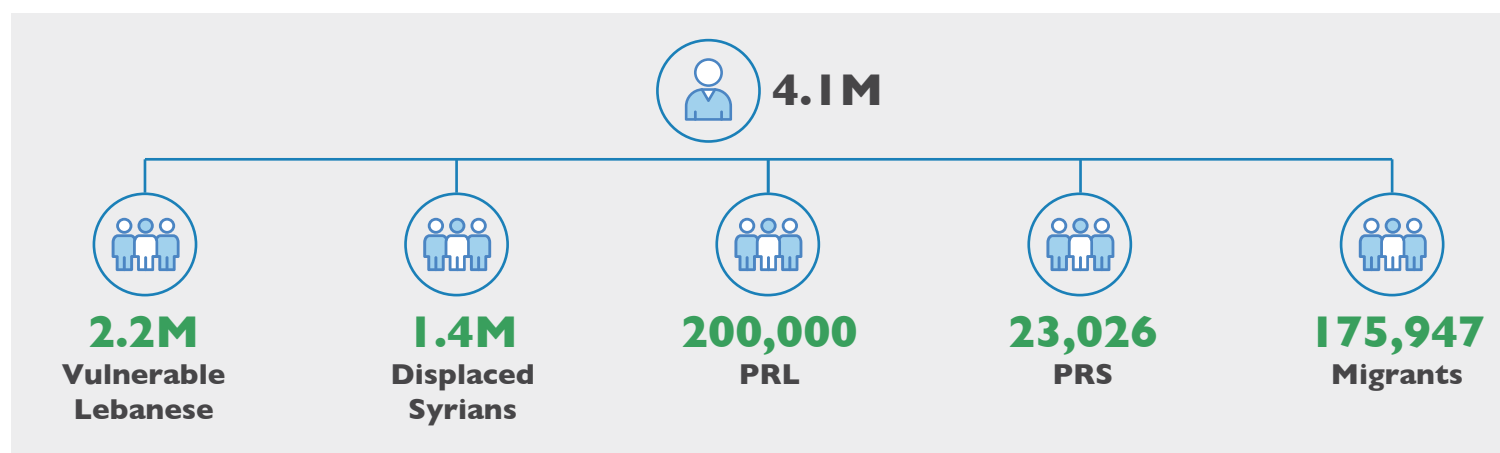 4.1M
2.2M
Vulnerable
Lebanese
1.4M
Displaced
Syrians
200,000
PRL
23,026
PRS
175,947
Migrants